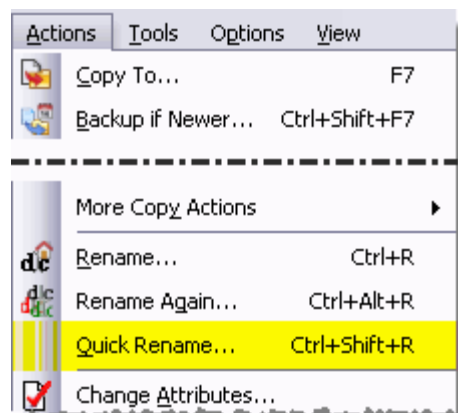 Actions Tools Options View
Copy To... F7
Backup if Newer... Ctrl+Shift+F7
More Copy Actions
Rename... Ctrl+R
Rename Again... Ctrl+Alt+R
Quick Rename... Ctrl+Shift+R
Change Attributes...